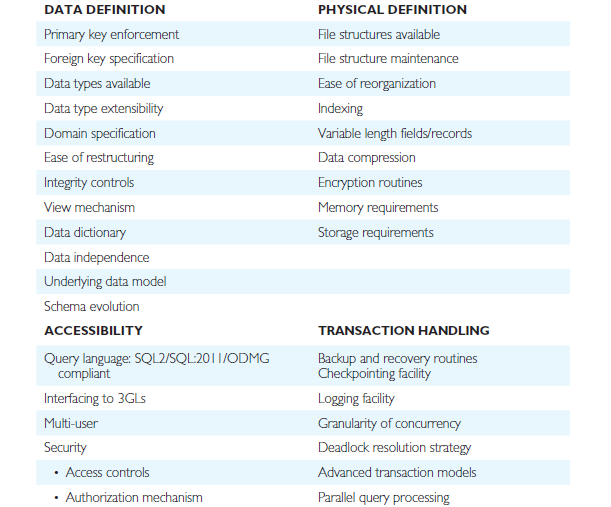 DATA DEFINITION
Primary key enforcement
Foreign key specification
Data types available
Data type extensibility
Domain specification
Ease of restructuring
Integrity controls
View mechanism
Data dictionary
Data independence
Underlying data model
Schema evolution
PHYSICAL DEFINITION
File structures available
File structure maintenance
Ease of reorganization
Indexing
Variable length fields/records
Data compression
Encryption routines
Memory requirements
Storage requirements
ACCESSIBILITY
Query language: SQL2/SQL:2011/ODMG
compliant
Interfacing to 3GLs
Multi-user
Security
• Access controls
• Authorization mechanism
TRANSACTION HANDLING
Backup and recovery routines
Checkpointing facility
Logging facility
Granularity of concurrency
Deadlock resolution strategy
Advanced transaction models
Parallel query processing